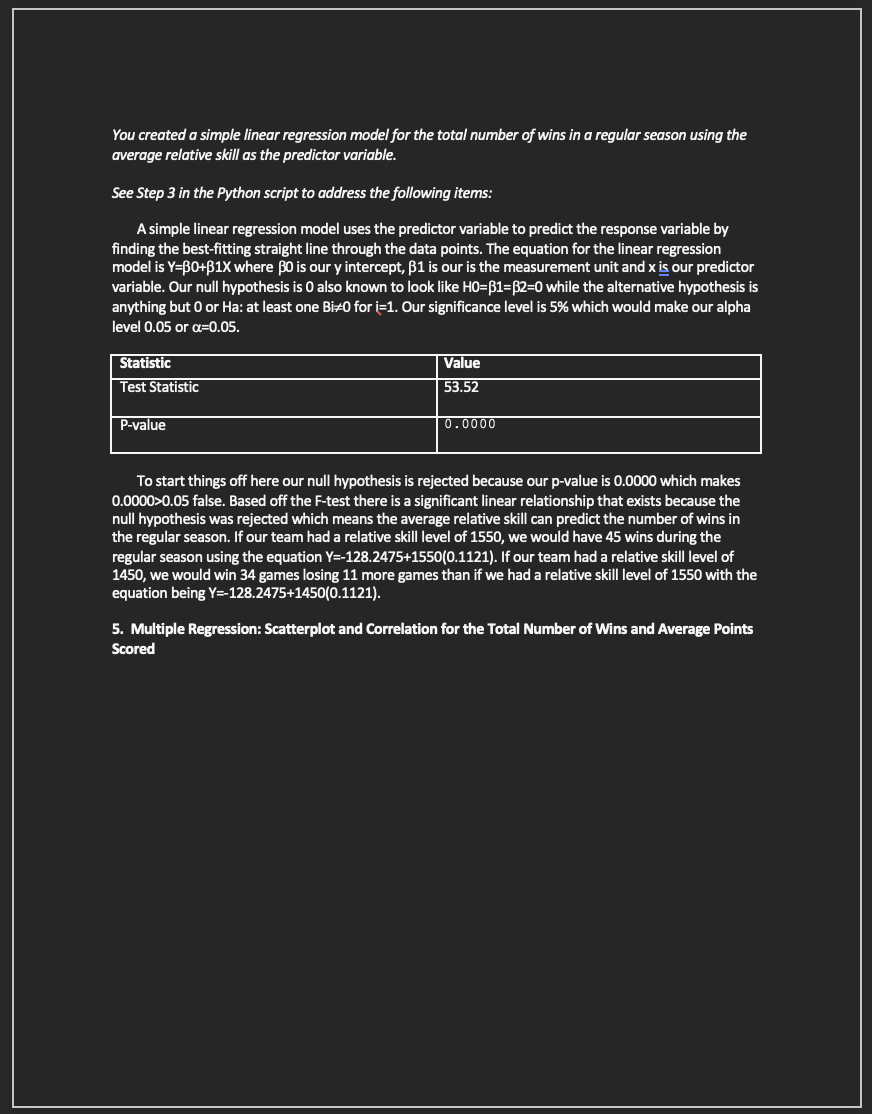 You created a simple linear regression model for the total number of wins in a regular season using the
average relative skill as the predictor variable.
See Step 3 in the Python script to address the following items:
A simple linear regression model uses the predictor variable to predict the response variable by
finding the best-fitting straight line through the data points. The equation for the linear regression
model is Y=β0+β1X where β0 is our y intercept, β1 is our is the measurement unit and x is our predictor
variable. Our null hypothesis is 0 also known to look like H0=β1=β2=0 while the alternative hypothesis is
anything but 0 or Ha: at least one Bi≠0 for i=1. Our significance level is 5% which would make our alpha
level 0.05 or α=0.05.
Statistic Value
Test Statistic 53.52
P-value 0.0000
To start things off here our null hypothesis is rejected because our p-value is 0.0000 which makes
0.0000>0.05 false. Based off the F-test there is a significant linear relationship that exists because the
null hypothesis was rejected which means the average relative skill can predict the number of wins in
the regular season. If our team had a relative skill level of 1550, we would have 45 wins during the
regular season using the equation Y=-128.2475+1550(0.1121). If our team had a relative skill level of
1450, we would win 34 games losing 11 more games than if we had a relative skill level of 1550 with the
equation being Y=-128.2475+1450(0.1121).
5. Multiple Regression: Scatterplot and Correlation for the Total Number of Wins and Average Points
Scored